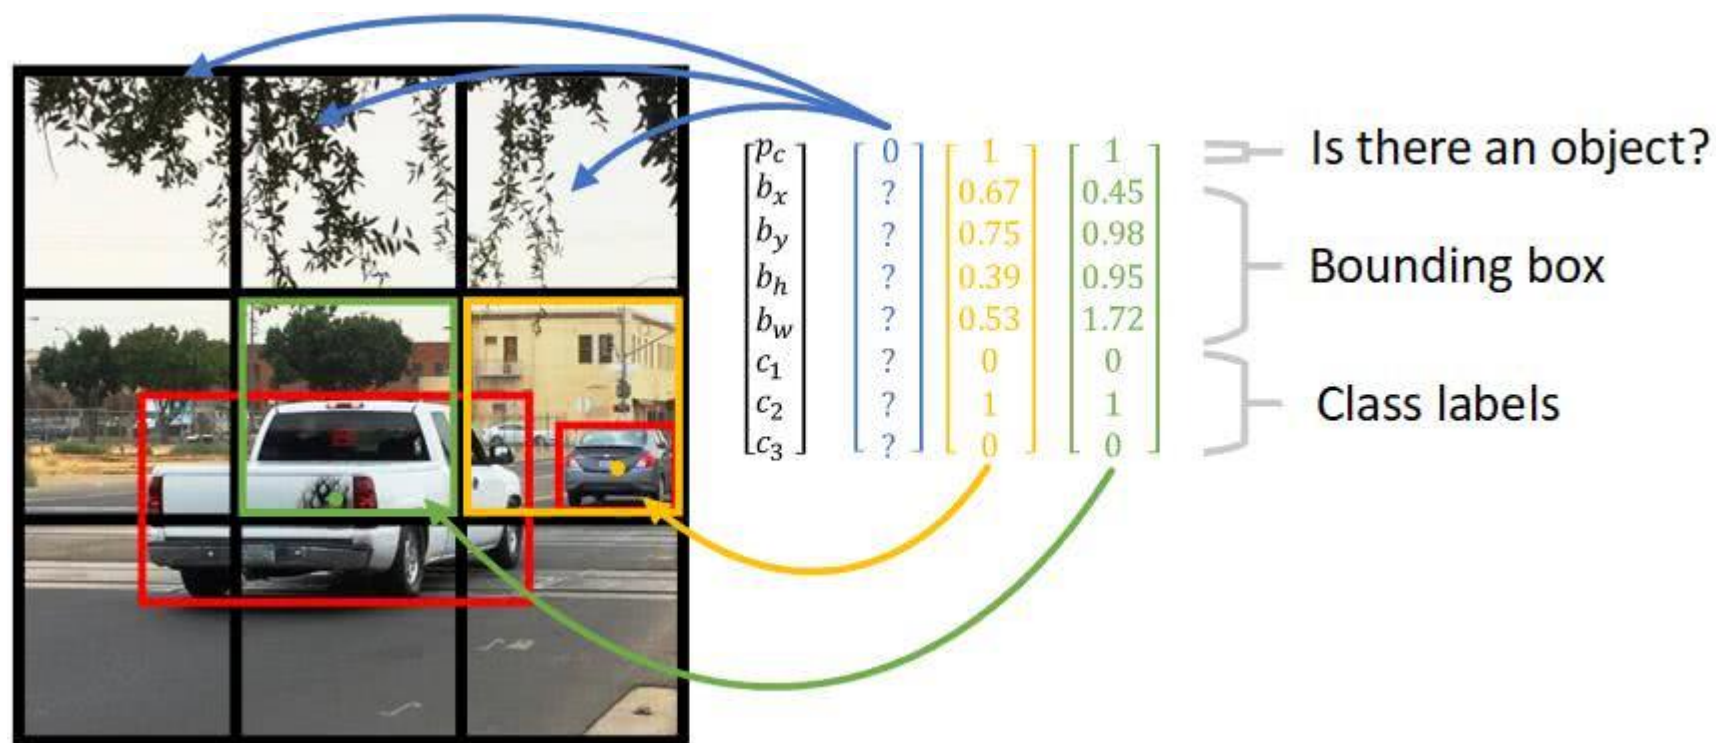 p_c 0 1 1 Is there an object?
b_x ? 0.67 0.45
b_y ? 0.75 0.98
b_h ? 0.39 0.95 Bounding box
b_w ? 0.53 1.72
c_1 ? 0 0
c_2 ? 1 1 Class labels
c_3 ? 0 0